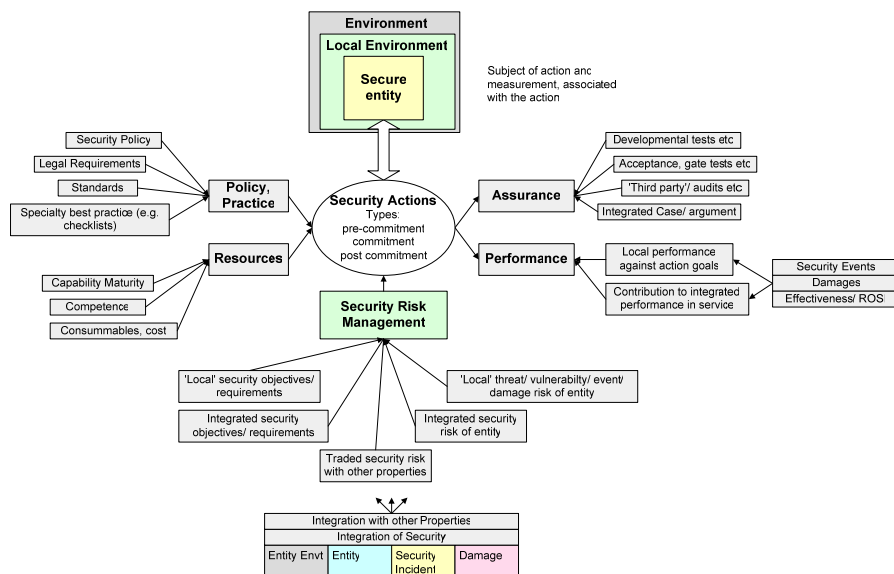 Environment
Local Environment
Secure
entity
Subject of action and
measurement, associated
with the action
Security Policy
Legal Requirements
Standards
Specialty best practice (e.g.
checklists)
Policy,
Practice
Resources
Capability Maturity
Competence
Consummables, cost
Security Actions
Types:
pre-commitment
commitment
post commitment
Assurance
Performance
Developmental tests etc
Acceptance, gate tests etc
'Third party'/ audits etc
Integrated Case/ argument
Local performance
against action goals
Contribution to integrated
performance in service
Security Events
Damages
Effectiveness/ ROSI
Security Risk
Management
'Local' security objectives/
requirements
'Local' threat/ vulnerabilty/ event/
damage risk of entity
Integrated security
objectives/ requirements
Integrated security
risk of entity
Traded security risk
with other properties
Integration with other Properties
Integration of Security
Entity Envt
Entity
Security
Incident
Damage